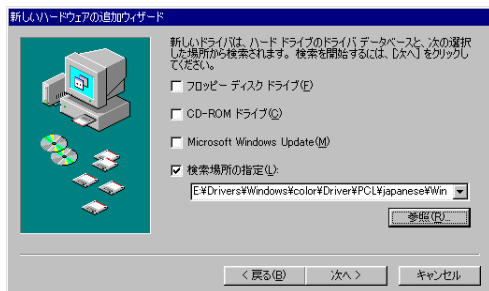 新しいハードウェアの追加ウィザード
新しいドライバは、ハード ドライブのドライバ データベースと、次の選択
した場所から検索されます。検索を開始するには、[次へ] をクリックし
てください。
フロッピー ディスク ドライブ(F)
CD-ROM ドライブ(C)
Microsoft Windows Update(M)
検索場所の指定(L):
E:¥Drivers¥Windows¥color¥Driver¥PCL¥japanese¥Win
参照(R)...
< 戻る(B)
次へ >
キャンセル